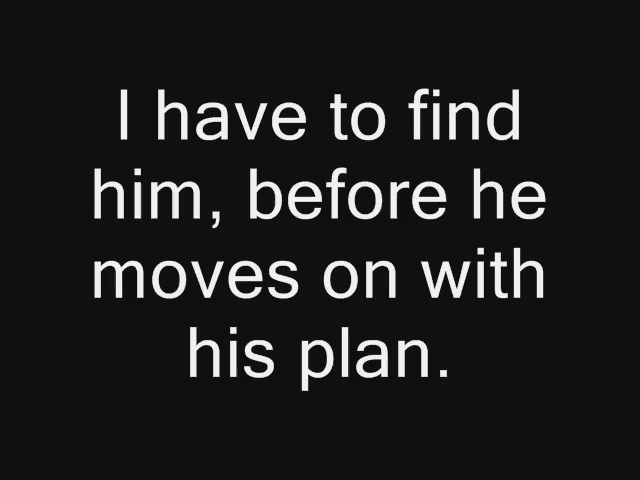 I have to find
him, before he
moves on with
his plan.